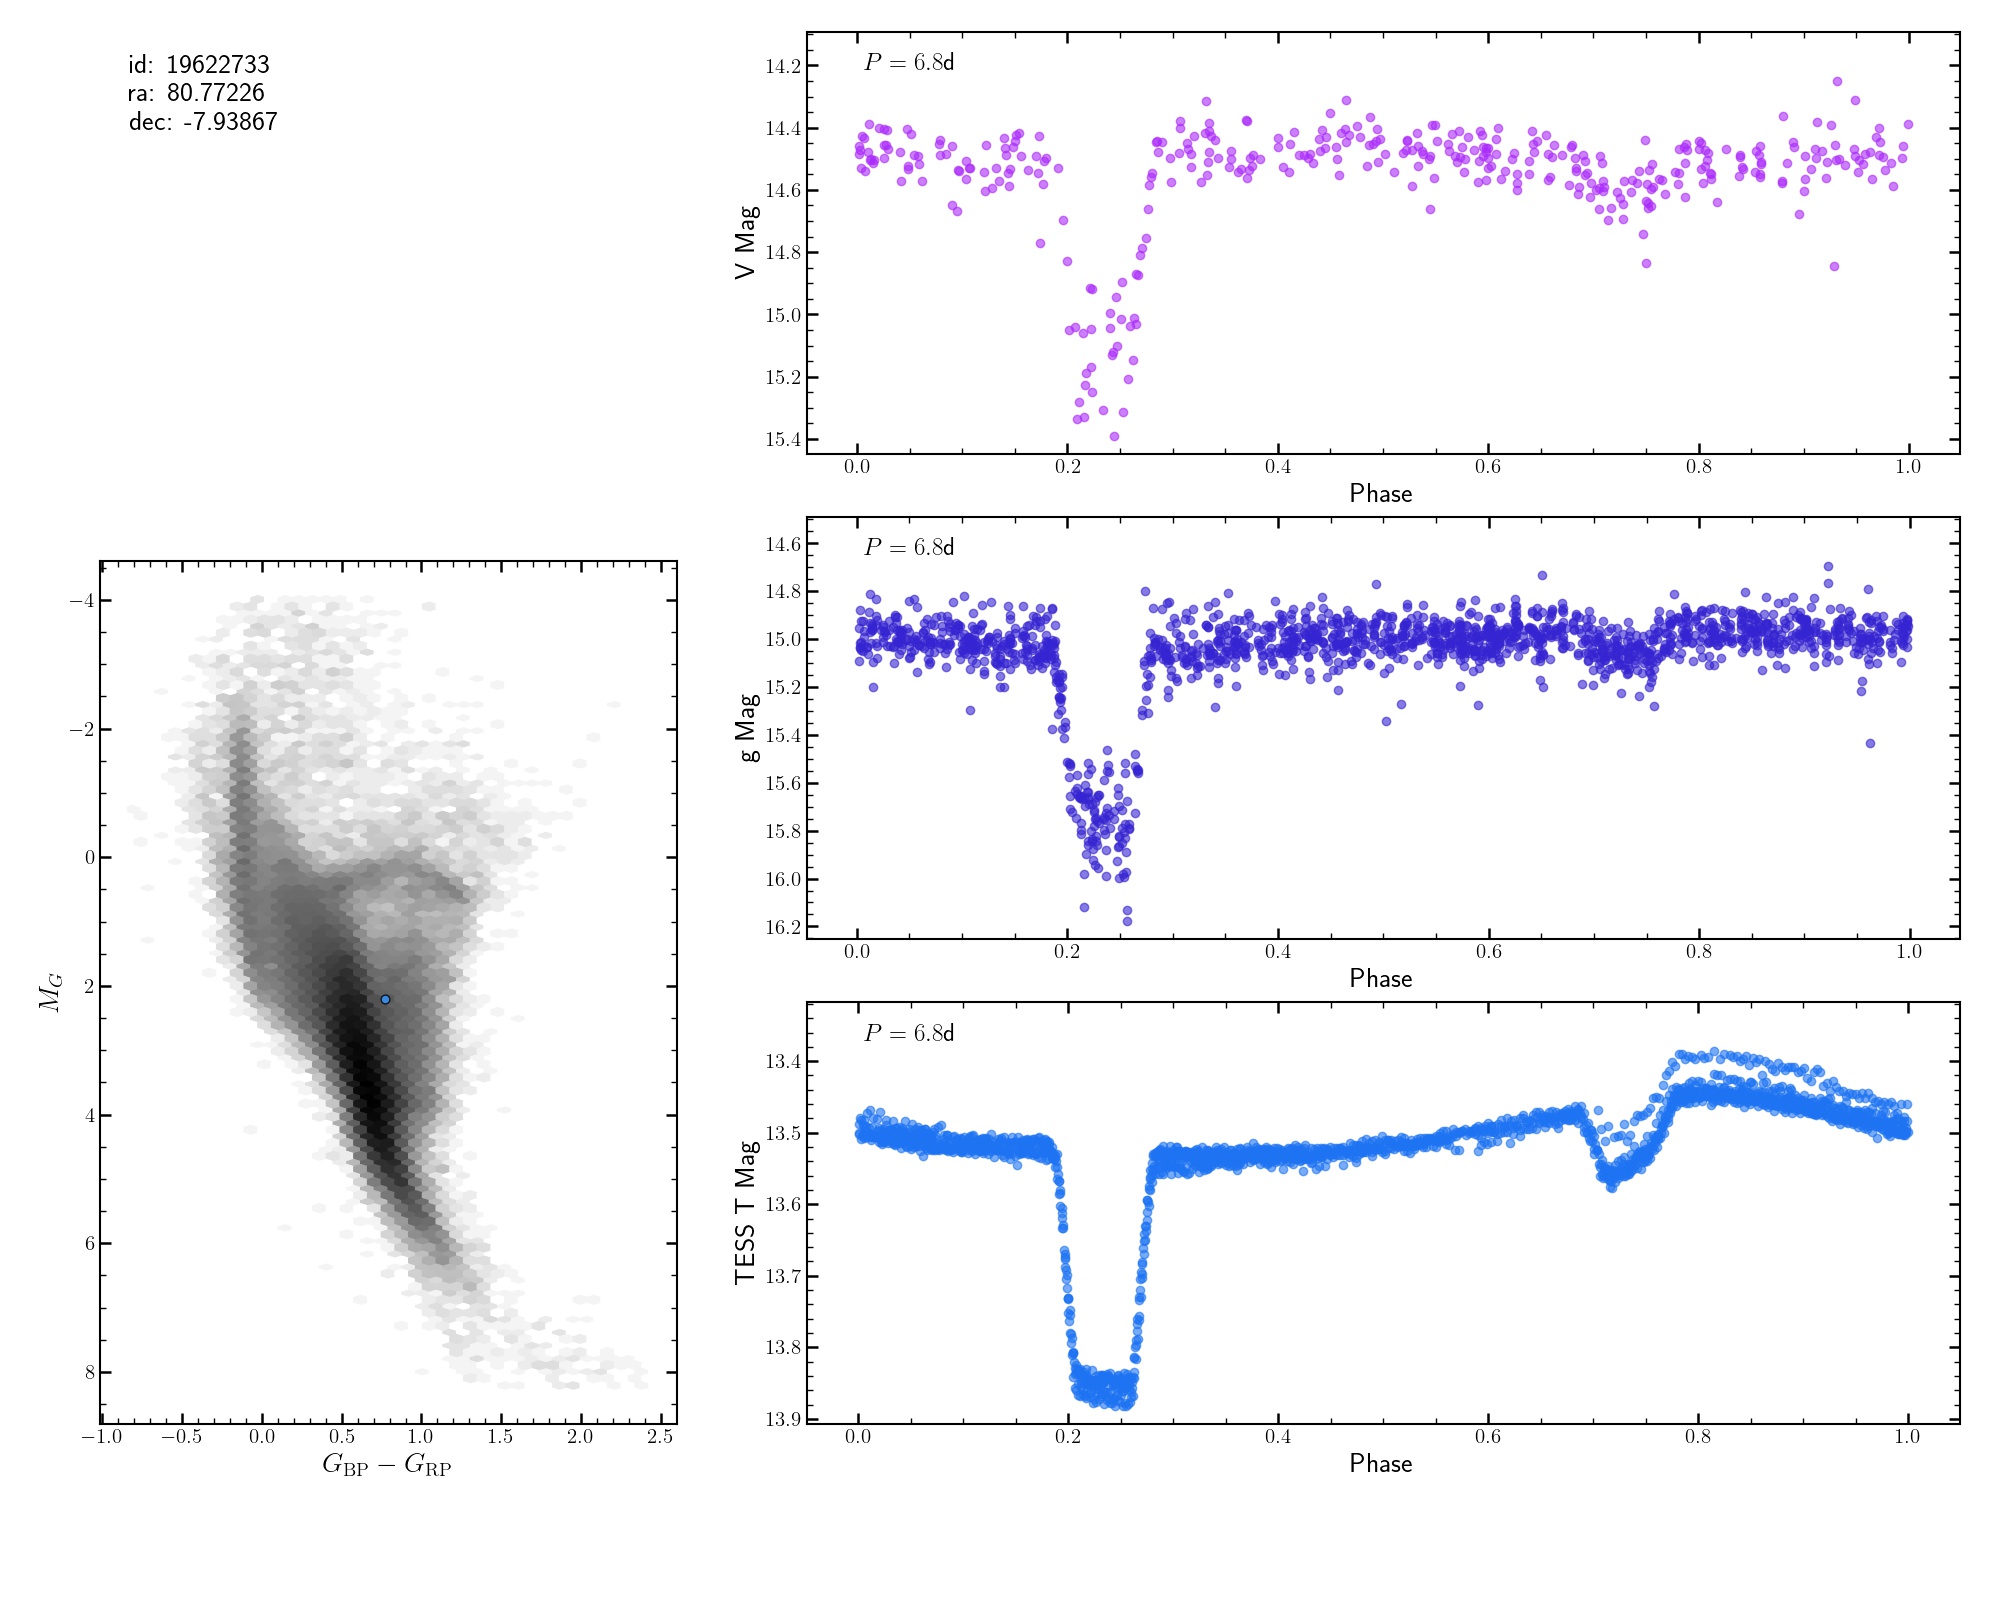 id: 19622733
ra: 80.77226
dec: -7.93867
P = 6.8d
14.2
14.4
14.6
14.8
15.0
15.2
15.4
V Mag
0.0 0.2 0.4 0.6 0.8 1.0
Phase
P = 6.8d
14.6
14.8
15.0
15.2
15.4
15.6
15.8
16.0
16.2
g Mag
0.0 0.2 0.4 0.6 0.8 1.0
Phase
P = 6.8d
13.4
13.5
13.6
13.7
13.8
13.9
TESS T Mag
0.0 0.2 0.4 0.6 0.8 1.0
Phase
−4
−2
0
2
4
6
8
M_G
−1.0 −0.5 0.0 0.5 1.0 1.5 2.0 2.5
G_BP − G_RP